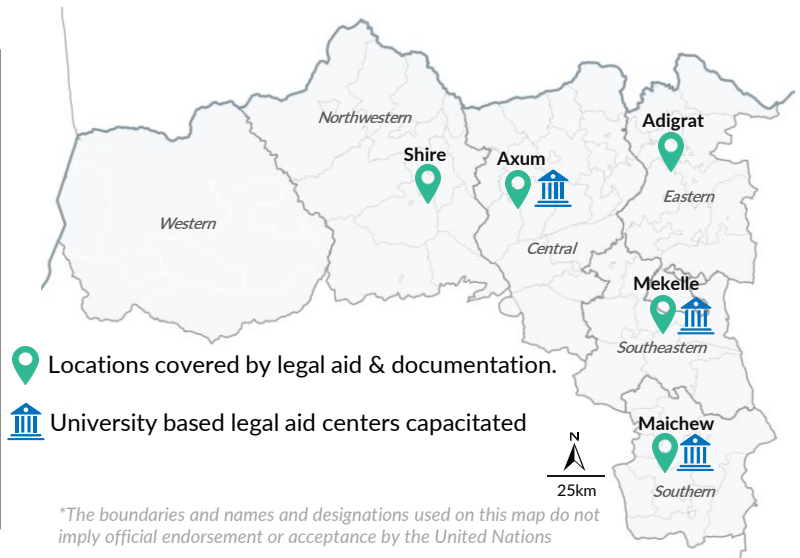 Northwestern
Adigrat
Shire
Axum
Eastern
Western
Central
Mekelle
Southeastern
Locations covered by legal aid & documentation.
University based legal aid centers capacitated
Maichew
N
25km
Southern
*The boundaries and names and designations used on this map do not
imply official endorsement or acceptance by the United Nations